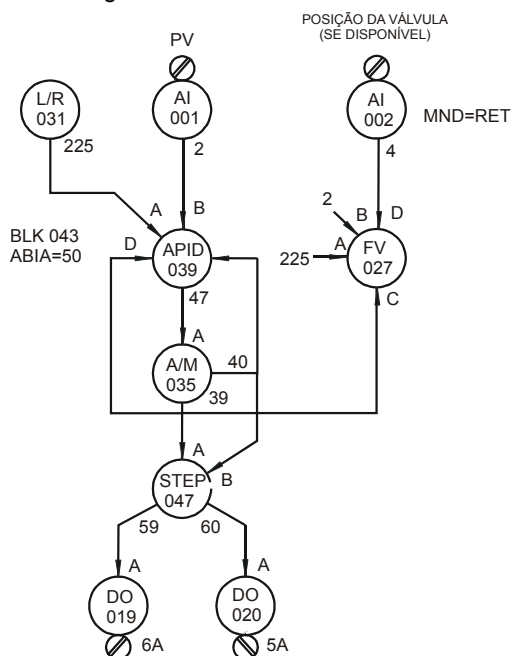 PV
POSIÇÃO DA VÁLVULA
(SE DISPONÍVEL)
L/R
031
AI
001
AI
002
MND=RET
225
2
4
2
A
B
B
D
BLK 043
ABIA=50
D
APID
039
A
225
FV
027
47
C
A
A/M
035
40
39
A
STEP
047
B
59
60
A
A
DO
019
DO
020
6A
5A